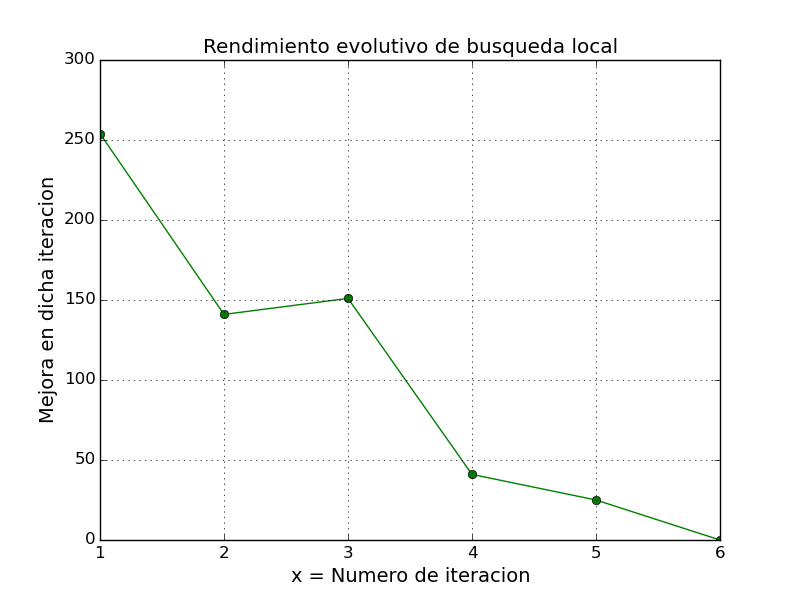 Rendimiento evolutivo de busqueda local
300
250
200
150
100
50
0
Mejora en dicha iteracion
1 2 3 4 5 6
x = Numero de iteracion